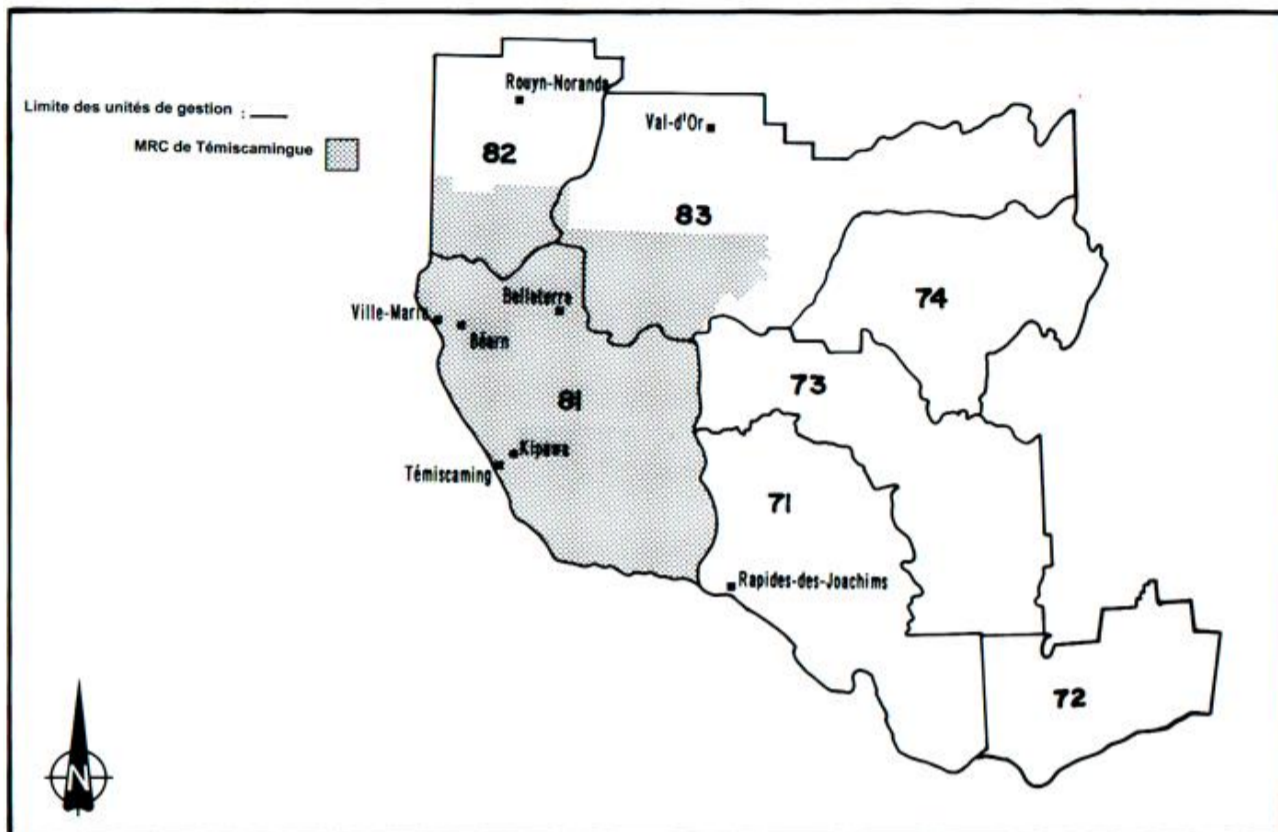 Rouyn-Noranda
Limite des unités de gestion :
Val-d'Or
MRC de Témiscamingue
82
83
74
Bellaterre
Ville-Marie
Béarn
73
81
Kipawa
Témiscaming
71
Rapides-des-Joachims
72
N